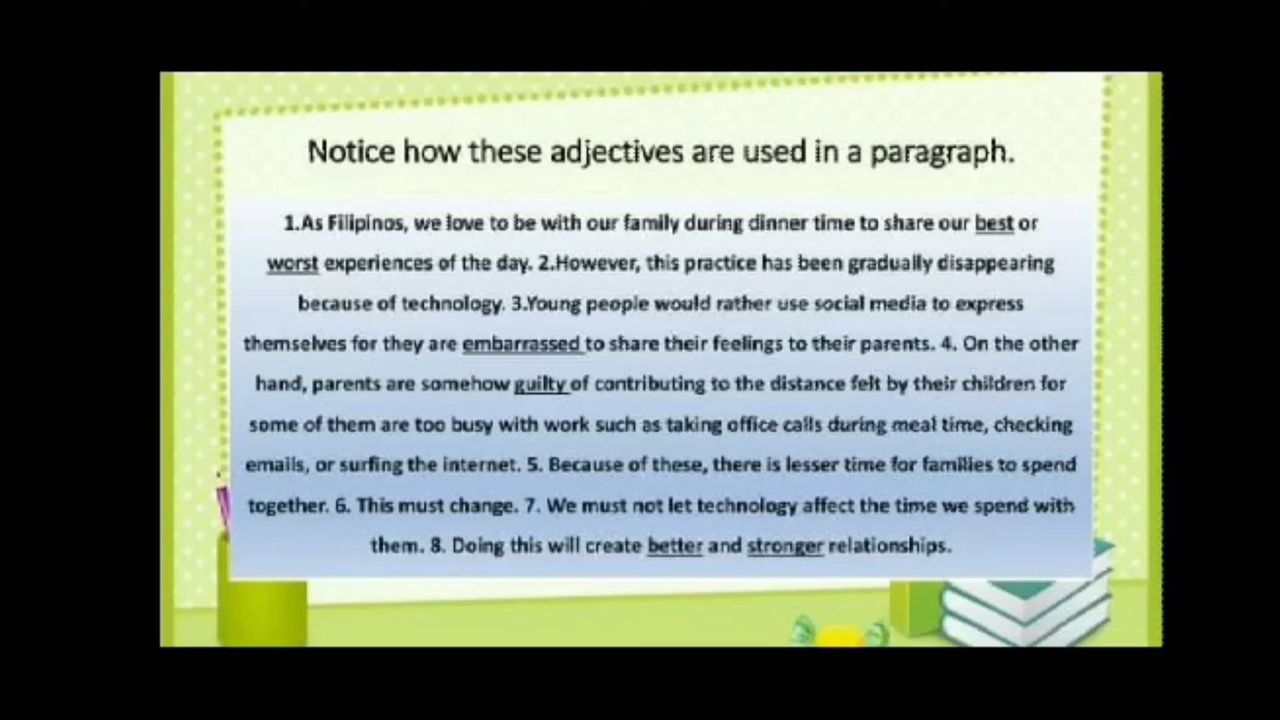 Notice how these adjectives are used in a paragraph.
1.As Filipinos, we love to be with our family during dinner time to share our best or
worst experiences of the day. 2.However, this practice has been gradually disappearing
because of technology. 3.Young people would rather use social media to express
themselves for they are embarrassed to share their feelings to their parents. 4. On the other
hand, parents are somehow guilty of contributing to the distance felt by their children for
some of them are too busy with work such as taking office calls during meal time, checking
emails, or surfing the internet. 5. Because of these, there is lesser time for families to spend
together. 6. This must change. 7. We must not let technology affect the time we spend with
them. 8. Doing this will create better and stronger relationships.